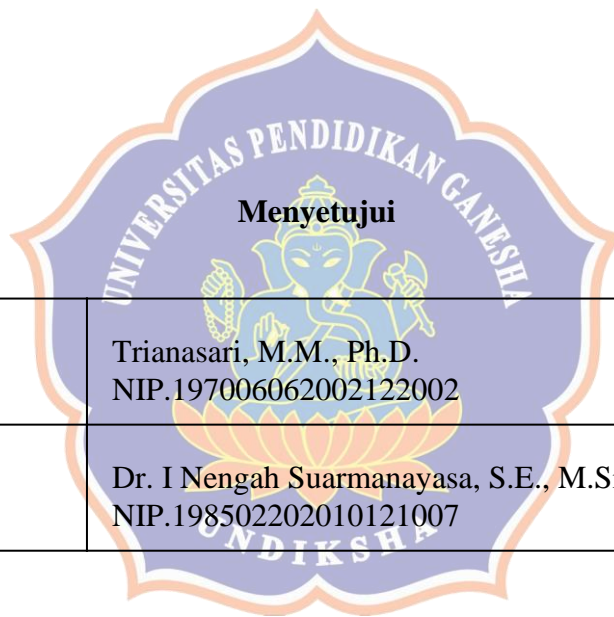 UNIVERSITAS PENDIDIKAN GANESHA
Menyetujui
Trianasari, M.M., Ph.D.
NIP.197006062002122002
Dr. I Nengah Suarmanayasa, S.E., M.Si
NIP.198502202010121007
UNDIKSHA